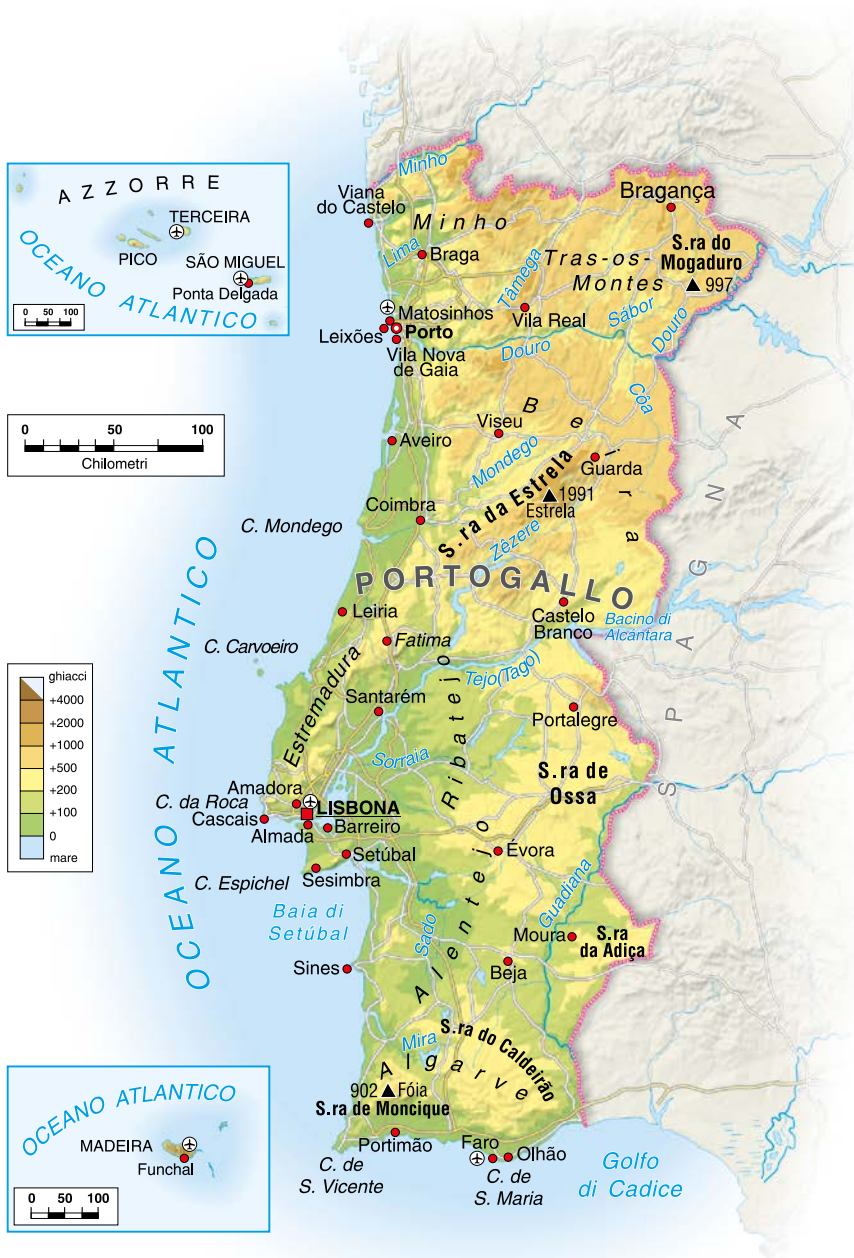 AZZORRE
TERCEIRA
PICO
SÃO MIGUEL
Ponta Delgada
OCEANO ATLANTICO
0 50 100
0 50 100
Chilometri
ghiacci
+4000
+2000
+1000
+500
+200
+100
0
mare
OCEANO ATLANTICO
MADEIRA
Funchal
0 50 100
OCEANO ATLANTICO
PORTOGALLO
SPAGNA
Minho
Viana
do Castelo
Minho
Bragança
Lima
Braga
Tâmega
Tras-os-
Montes
S.ra do
Mogaduro
997
Matosinhos
Leixões
Porto
Vila Nova
de Gaia
Vila Real
Sábor
Douro
Douro
Côa
Beira
Viseu
Aveiro
Mondego
Guarda
S.ra da Estrela
1991
Estrela
Coimbra
C. Mondego
Zêzere
Leiria
Castelo
Branco
Bacino di
Alcántara
Fatima
C. Carvoeiro
Tejo(Tago)
Estremadura
Ribatejo
Santarém
Portalegre
Sorraia
S.ra de
Ossa
Amadora
C. da Roca
LISBONA
Cascais
Almada
Barreiro
Setúbal
Évora
C. Espichel
Sesimbra
Baia di
Setúbal
Alentejo
Sado
Guadiana
Moura
S.ra
da Adiça
Sines
Beja
Mira
S.ra do Caldeirão
Algarve
902
Fóia
S.ra de Moncique
Portimão
Faro
Olhão
C. de
S. Vicente
C. de
S. Maria
Golfo
di Cadice